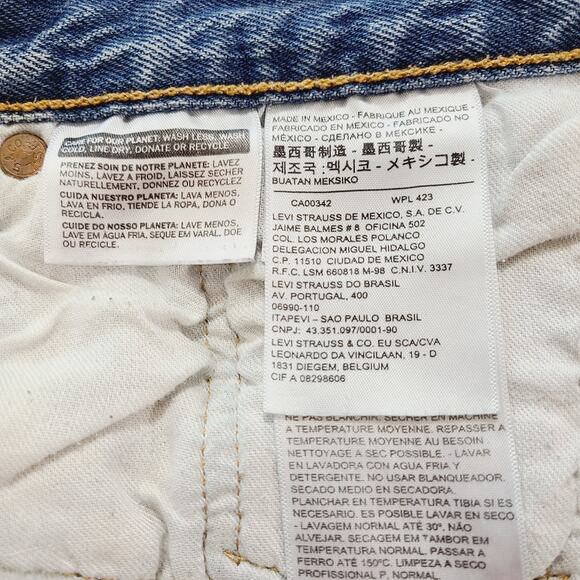 CARE FOR OUR PLANET: WASH LESS, WASH
COLD, LINE DRY, DONATE OR RECYCLE
PRENEZ SOIN DE NOTRE PLANETE: LAVEZ
MOINS, LAVEZ A FROID, LAISSEZ SECHER
NATURELLEMENT, DONNEZ OU RECYCLEZ
CUIDA NUESTRO PLANETA: LAVA MENOS,
LAVA EN FRIO, TIENDE LA ROPA, DONA O
RECICLA.
CUIDE DO NOSSO PLANETA: LAVE MENOS,
LAVE EM ÁGUA FRIA, SEQUE EM VARAL, DOE
OU RECICLE.
MADE IN MEXICO - FABRIQUE AU MEXIQUE -
FABRICADO EN MEXICO - FABRICADO NO
MÉXICO - СДЕЛАНО В МЕКСИКЕ -
墨西哥制造 - 墨西哥製 -
제조국 :멕시코 - メキシコ製 -
BUATAN MEKSIKO
CA00342 WPL 423
LEVI STRAUSS DE MEXICO, S.A. DE C.V.
JAIME BALMES # 8 OFICINA 502
COL. LOS MORALES POLANCO
DELEGACION MIGUEL HIDALGO
C.P. 11510 CIUDAD DE MEXICO
R.F.C. LSM 660818 M-98 C.N.I.V. 3337
LEVI STRAUSS DO BRASIL
AV. PORTUGAL, 400
06990-110
ITAPEVI – SAO PAULO BRASIL
CNPJ: 43.351.097/0001-90
LEVI STRAUSS & CO. EU SCA/CVA
LEONARDO DA VINCILAAN, 19 - D
1831 DIEGEM, BELGIUM
CIF A 08298606
NE PAS BLANCHIR. SECHER EN MACHINE
A TEMPERATURE MOYENNE. REPASSER A
TEMPERATURE MOYENNE AU BESOIN
NETTOYAGE A SEC POSSIBLE. - LAVAR
EN LAVADORA CON AGUA FRIA Y
DETERGENTE. NO USAR BLANQUEADOR.
SECADO MEDIO EN SECADORA.
PLANCHAR EN TEMPERATURA TIBIA SI ES
NECESARIO. ES POSIBLE LAVAR EN SECO.
- LAVAGEM NORMAL ATÉ 30°, NÃO
ALVEJAR. SECAGEM EM TAMBOR EM
TEMPERATURA NORMAL. PASSAR A
FERRO ATÉ 150°C. LIMPEZA A SECO
PROFISSIONAL P, NORMAL